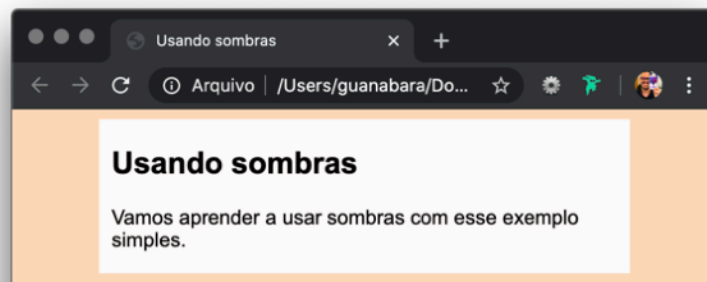 Usando sombras
Arquivo | /Users/guanabara/Do...
Usando sombras
Vamos aprender a usar sombras com esse exemplo
simples.